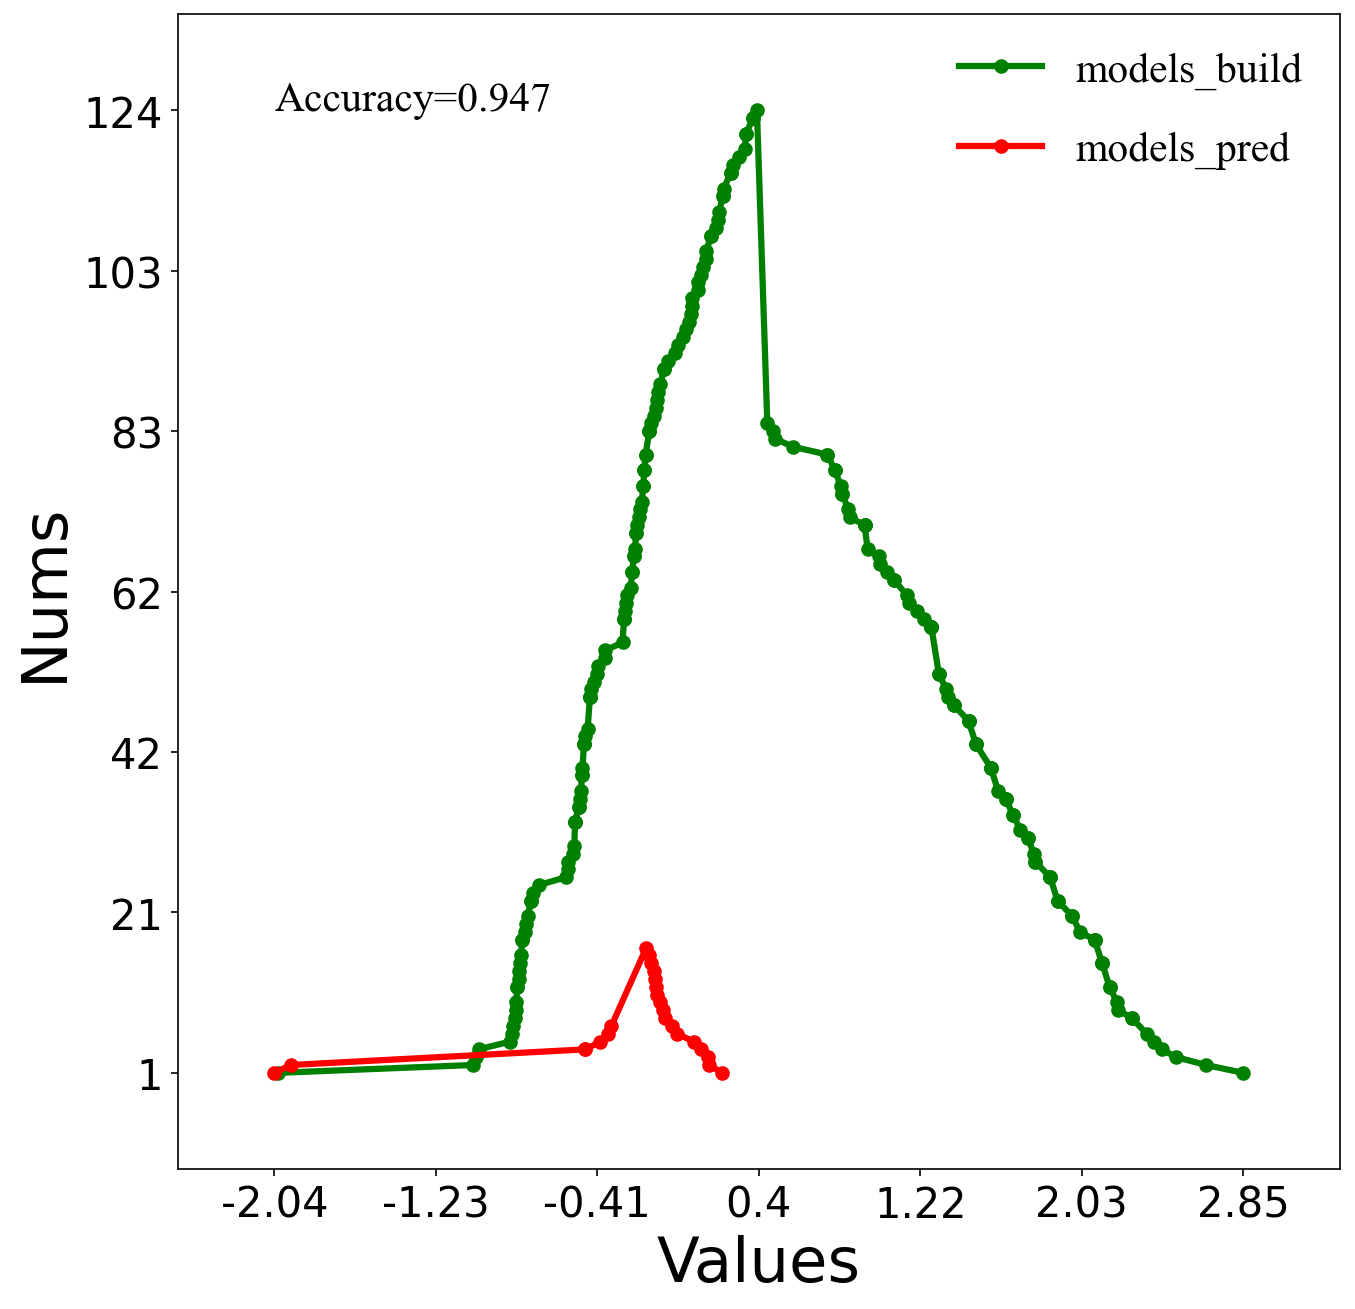 Accuracy=0.947
models_build
models_pred
124
103
83
62
42
21
1
Nums
-2.04 -1.23 -0.41 0.4 1.22 2.03 2.85
Values